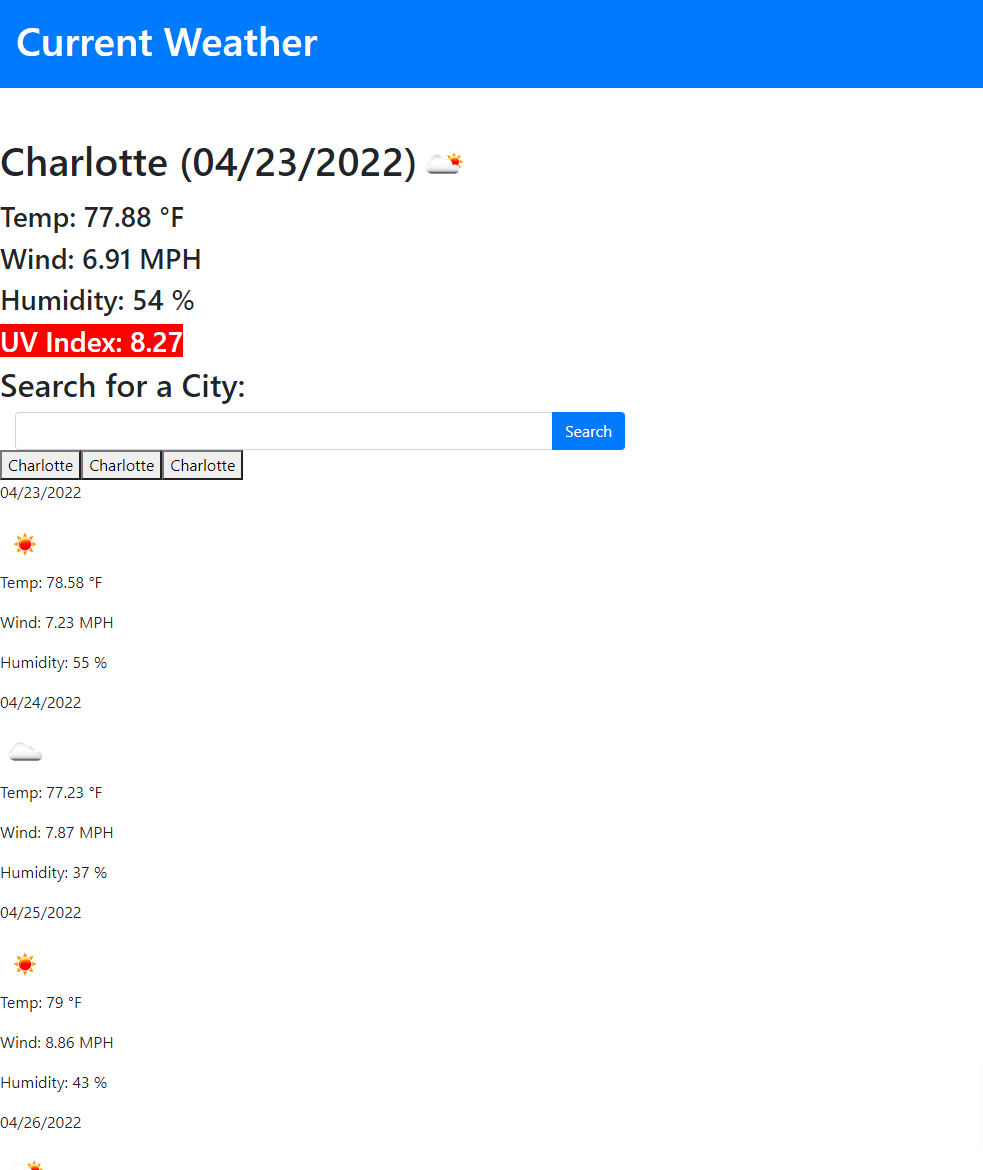 Current Weather
Charlotte (04/23/2022)
Temp: 77.88 °F
Wind: 6.91 MPH
Humidity: 54 %
UV Index: 8.27
Search for a City:
Search
Charlotte Charlotte Charlotte
04/23/2022
Temp: 78.58 °F
Wind: 7.23 MPH
Humidity: 55 %
04/24/2022
Temp: 77.23 °F
Wind: 7.87 MPH
Humidity: 37 %
04/25/2022
Temp: 79 °F
Wind: 8.86 MPH
Humidity: 43 %
04/26/2022